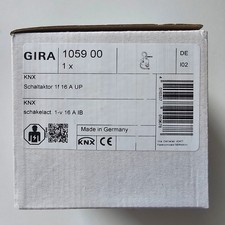 GIRA
1059 00
1 x
DE
I02
KNX
Schaltaktor 1f 16 A UP
KNX
schakelact. 1-v 16 A IB
Made in Germany
KNX